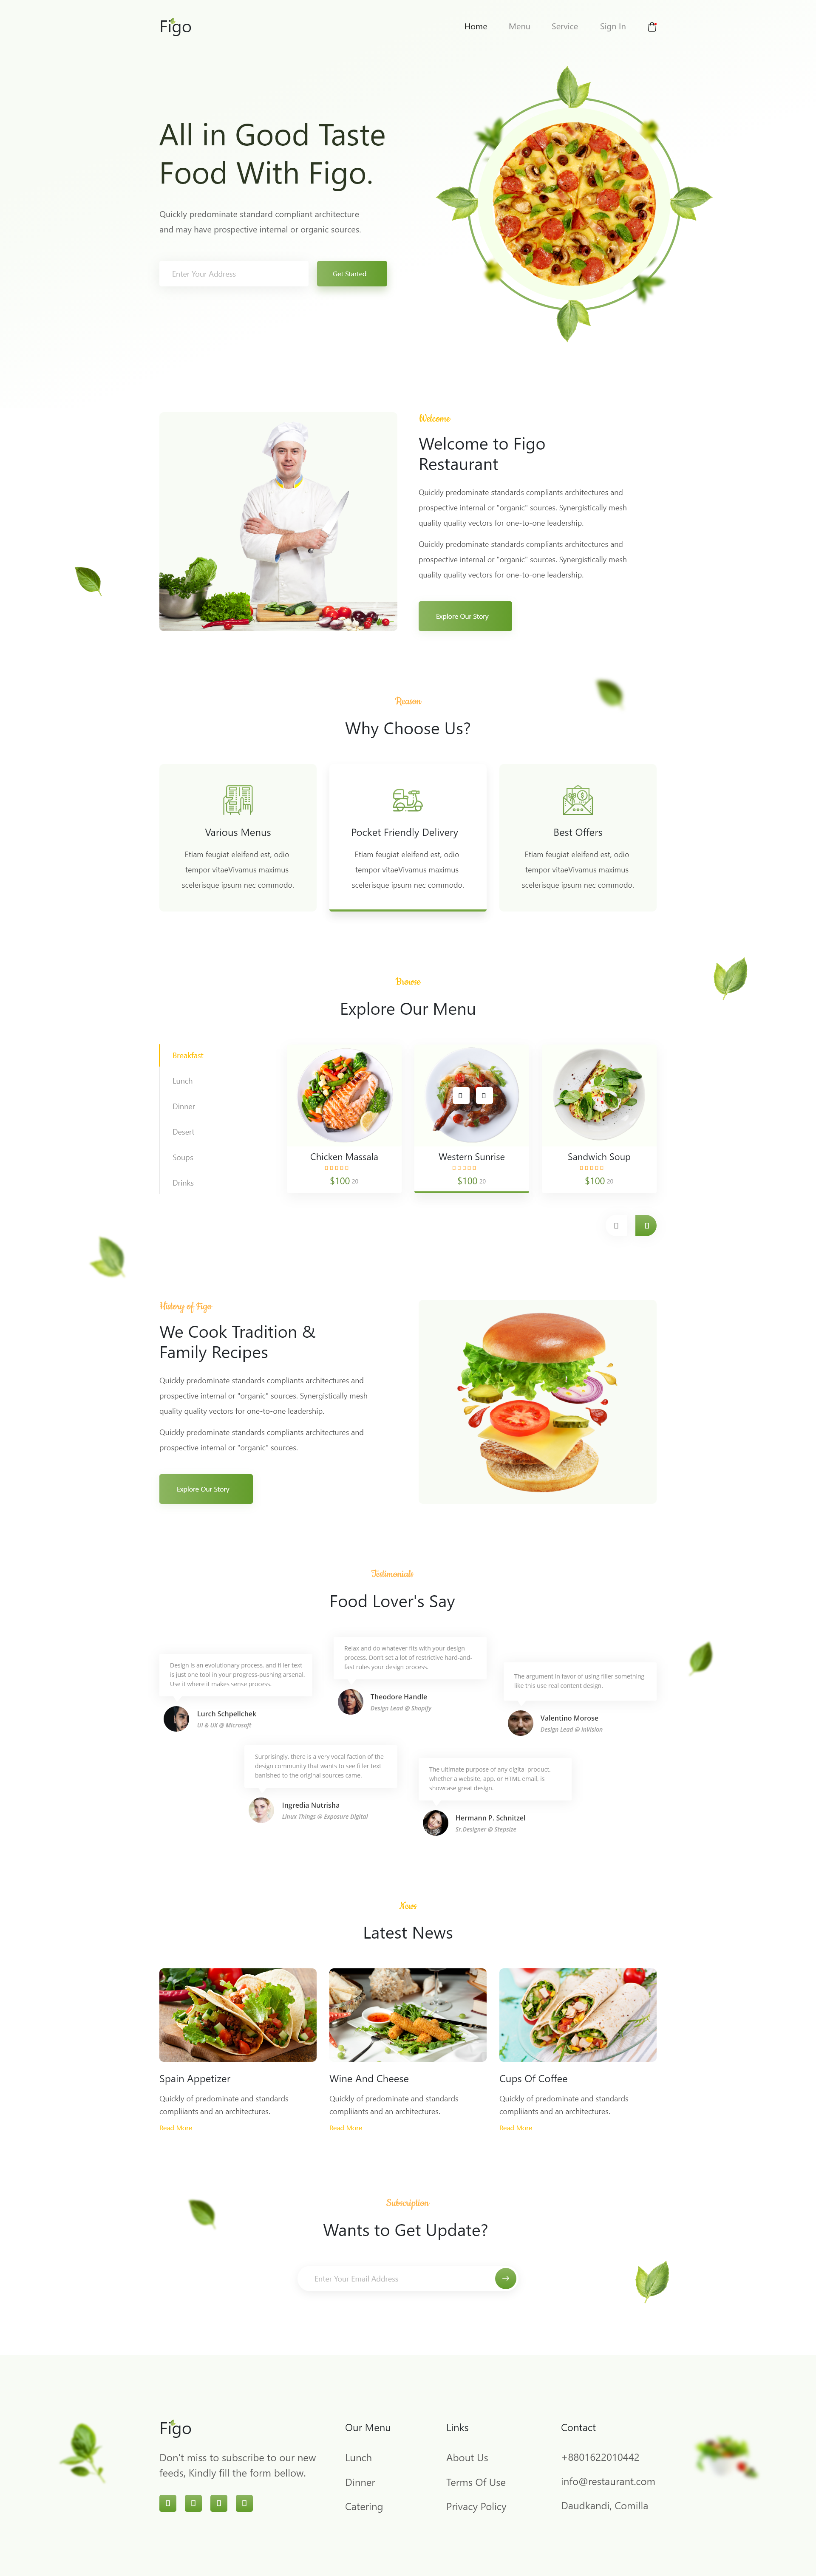 Figo
Home
Menu
Service
Sign In
All in Good Taste
Food With Figo.
Quickly predominate standard compliant architecture
and may have prospective internal or organic sources.
Enter Your Address
Get Started
Welcome
Welcome to Figo
Restaurant
Quickly predominate standards compliants architectures and
prospective internal or "organic" sources. Synergistically mesh
quality quality vectors for one-to-one leadership.
Quickly predominate standards compliants architectures and
prospective internal or "organic" sources. Synergistically mesh
quality quality vectors for one-to-one leadership.
Explore Our Story
Reason
Why Choose Us?
Various Menus
Etiam feugiat eleifend est, odio
tempor vitaeVivamus maximus
scelerisque ipsum nec commodo.
Pocket Friendly Delivery
Etiam feugiat eleifend est, odio
tempor vitaeVivamus maximus
scelerisque ipsum nec commodo.
Best Offers
Etiam feugiat eleifend est, odio
tempor vitaeVivamus maximus
scelerisque ipsum nec commodo.
Browse
Explore Our Menu
Breakfast
Lunch
Dinner
Desert
Soups
Drinks
Chicken Massala
$100 20
Western Sunrise
$100 20
Sandwich Soup
$100 20
History of Figo
We Cook Tradition &
Family Recipes
Quickly predominate standards compliants architectures and
prospective internal or "organic" sources. Synergistically mesh
quality quality vectors for one-to-one leadership.
Quickly predominate standards compliants architectures and
prospective internal or "organic" sources.
Explore Our Story
Testimonials
Food Lover's Say
Design is an evolutionary process, and filler text
is just one tool in your progress-pushing arsenal.
Use it where it makes sense process.
Lurch Schpellchek
UI & UX @ Microsoft
Relax and do whatever fits with your design
process. Don't set a lot of restrictive hard-and-
fast rules your design process.
Theodore Handle
Design Lead @ Shopify
The argument in favor of using filler something
like this use real content design.
Valentino Morose
Design Lead @ InVision
Surprisingly, there is a very vocal faction of the
design community that wants to see filler text
banished to the original sources came.
Ingredia Nutrisha
Linux Things @ Exposure Digital
The ultimate purpose of any digital product,
whether a website, app, or HTML email, is
showcase great design.
Hermann P. Schnitzel
Sr.Designer @ Stepsize
News
Latest News
Spain Appetizer
Quickly of predominate and standards
compliiants and an architectures.
Read More
Wine And Cheese
Quickly of predominate and standards
compliiants and an architectures.
Read More
Cups Of Coffee
Quickly of predominate and standards
compliiants and an architectures.
Read More
Subscription
Wants to Get Update?
Enter Your Email Address
Figo
Don't miss to subscribe to our new
feeds, Kindly fill the form bellow.
Our Menu
Lunch
Dinner
Catering
Links
About Us
Terms Of Use
Privacy Policy
Contact
+8801622010442
info@restaurant.com
Daudkandi, Comilla